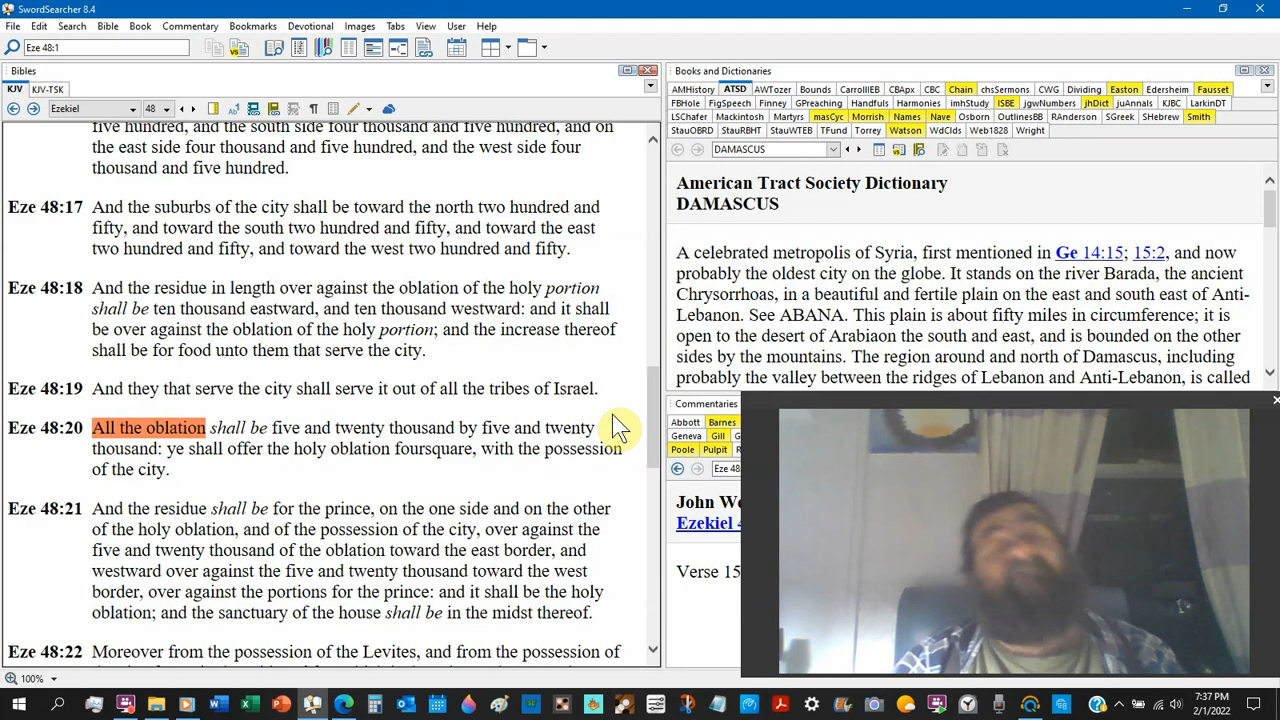 SwordSearcher 8.4
File Edit Search Bible Book Commentary Bookmarks Devotional Images Tabs View User Help
Eze 48:1
Bibles
KJV KJV-TSK
Ezekiel 48
five hundred, and the south side four thousand and five hundred, and on
the east side four thousand and five hundred, and the west side four
thousand and five hundred.
Eze 48:17 And the suburbs of the city shall be toward the north two hundred and
fifty, and toward the south two hundred and fifty, and toward the east
two hundred and fifty, and toward the west two hundred and fifty.
Eze 48:18 And the residue in length over against the oblation of the holy portion
shall be ten thousand eastward, and ten thousand westward: and it shall
be over against the oblation of the holy portion; and the increase thereof
shall be for food unto them that serve the city.
Eze 48:19 And they that serve the city shall serve it out of all the tribes of Israel.
Eze 48:20 All the oblation shall be five and twenty thousand by five and twenty
thousand: ye shall offer the holy oblation foursquare, with the possession
of the city.
Eze 48:21 And the residue shall be for the prince, on the one side and on the other
of the holy oblation, and of the possession of the city, over against the
five and twenty thousand of the oblation toward the east border, and
westward over against the five and twenty thousand toward the west
border, over against the portions for the prince: and it shall be the holy
oblation; and the sanctuary of the house shall be in the midst thereof.
Eze 48:22 Moreover from the possession of the Levites, and from the possession of
100%
Books and Dictionaries
AMHistory ATSD AWTozer Bounds CarrollIEB CBApx CBC Chain chsSermons CWG Dividing Easton Edersheim Fausset
FBHole FigSpeech Finney GPreaching Handfuls Harmonies imhStudy ISBE jgwNumbers jhDict juAnnals KJBC LarkinDT
LSChafer Mackintosh Martyrs masCyc Morrish Names Nave Osborn OutlinesBB RAnderson SGreek SHebrew Smith
StauOBRD StauRBHT StauWTEB TFund Torrey Watson WdClds Web1828 Wright
DAMASCUS
American Tract Society Dictionary
DAMASCUS
A celebrated metropolis of Syria, first mentioned in Ge 14:15; 15:2, and now
probably the oldest city on the globe. It stands on the river Barada, the ancient
Chrysorrhoas, in a beautiful and fertile plain on the east and south east of Anti-
Lebanon. See ABANA. This plain is about fifty miles in circumference; it is
open to the desert of Arabiaon the south and east, and is bounded on the other
sides by the mountains. The region around and north of Damascus, including
probably the valley between the ridges of Lebanon and Anti-Lebanon, is called
Commentaries
Abbott Barnes
Geneva Gill G
Poole Pulpit R
Eze 48
John We
Ezekiel 4
Verse 15
7:37 PM
2/1/2022